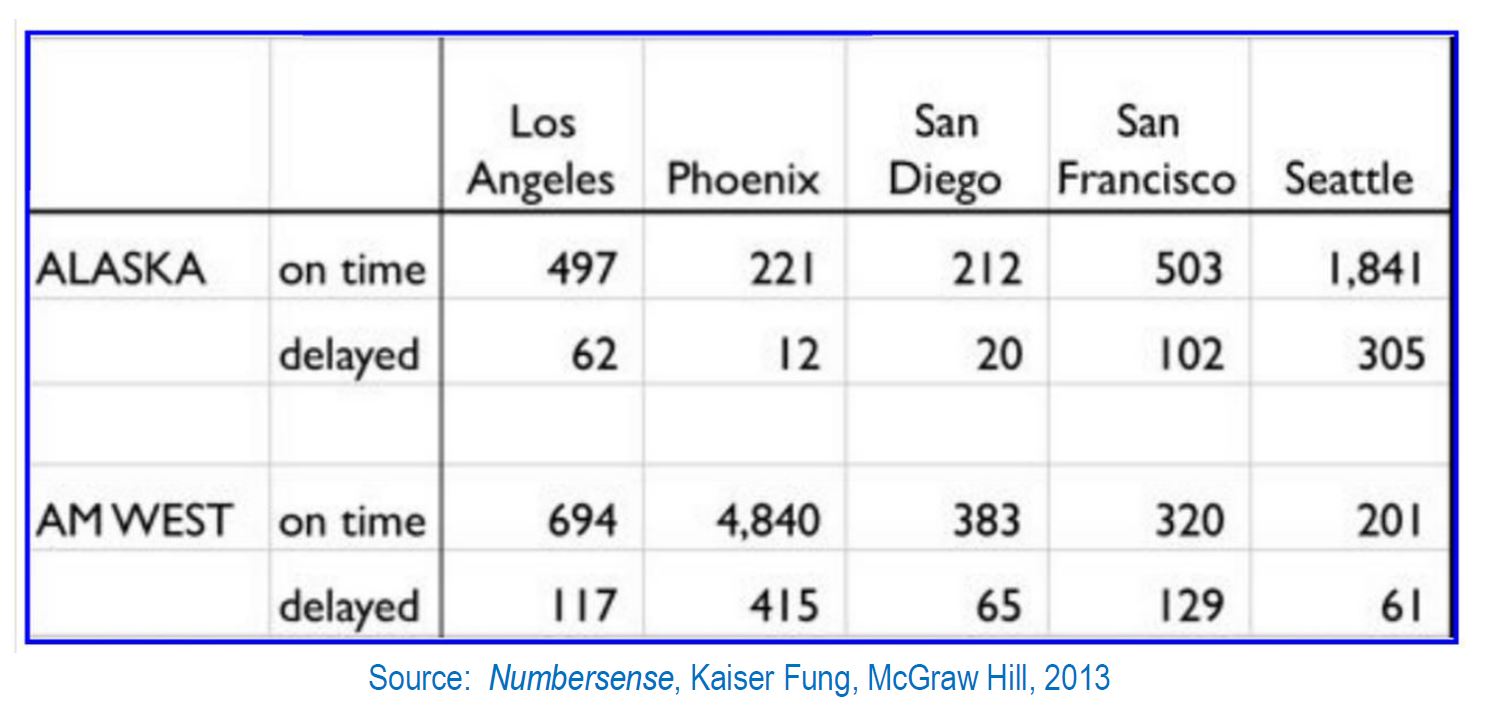 Los Angeles Phoenix San Diego San Francisco Seattle
ALASKA on time 497 221 212 503 1,841
delayed 62 12 20 102 305
AM WEST on time 694 4,840 383 320 201
delayed 117 415 65 129 61
Source: Numbersense, Kaiser Fung, McGraw Hill, 2013